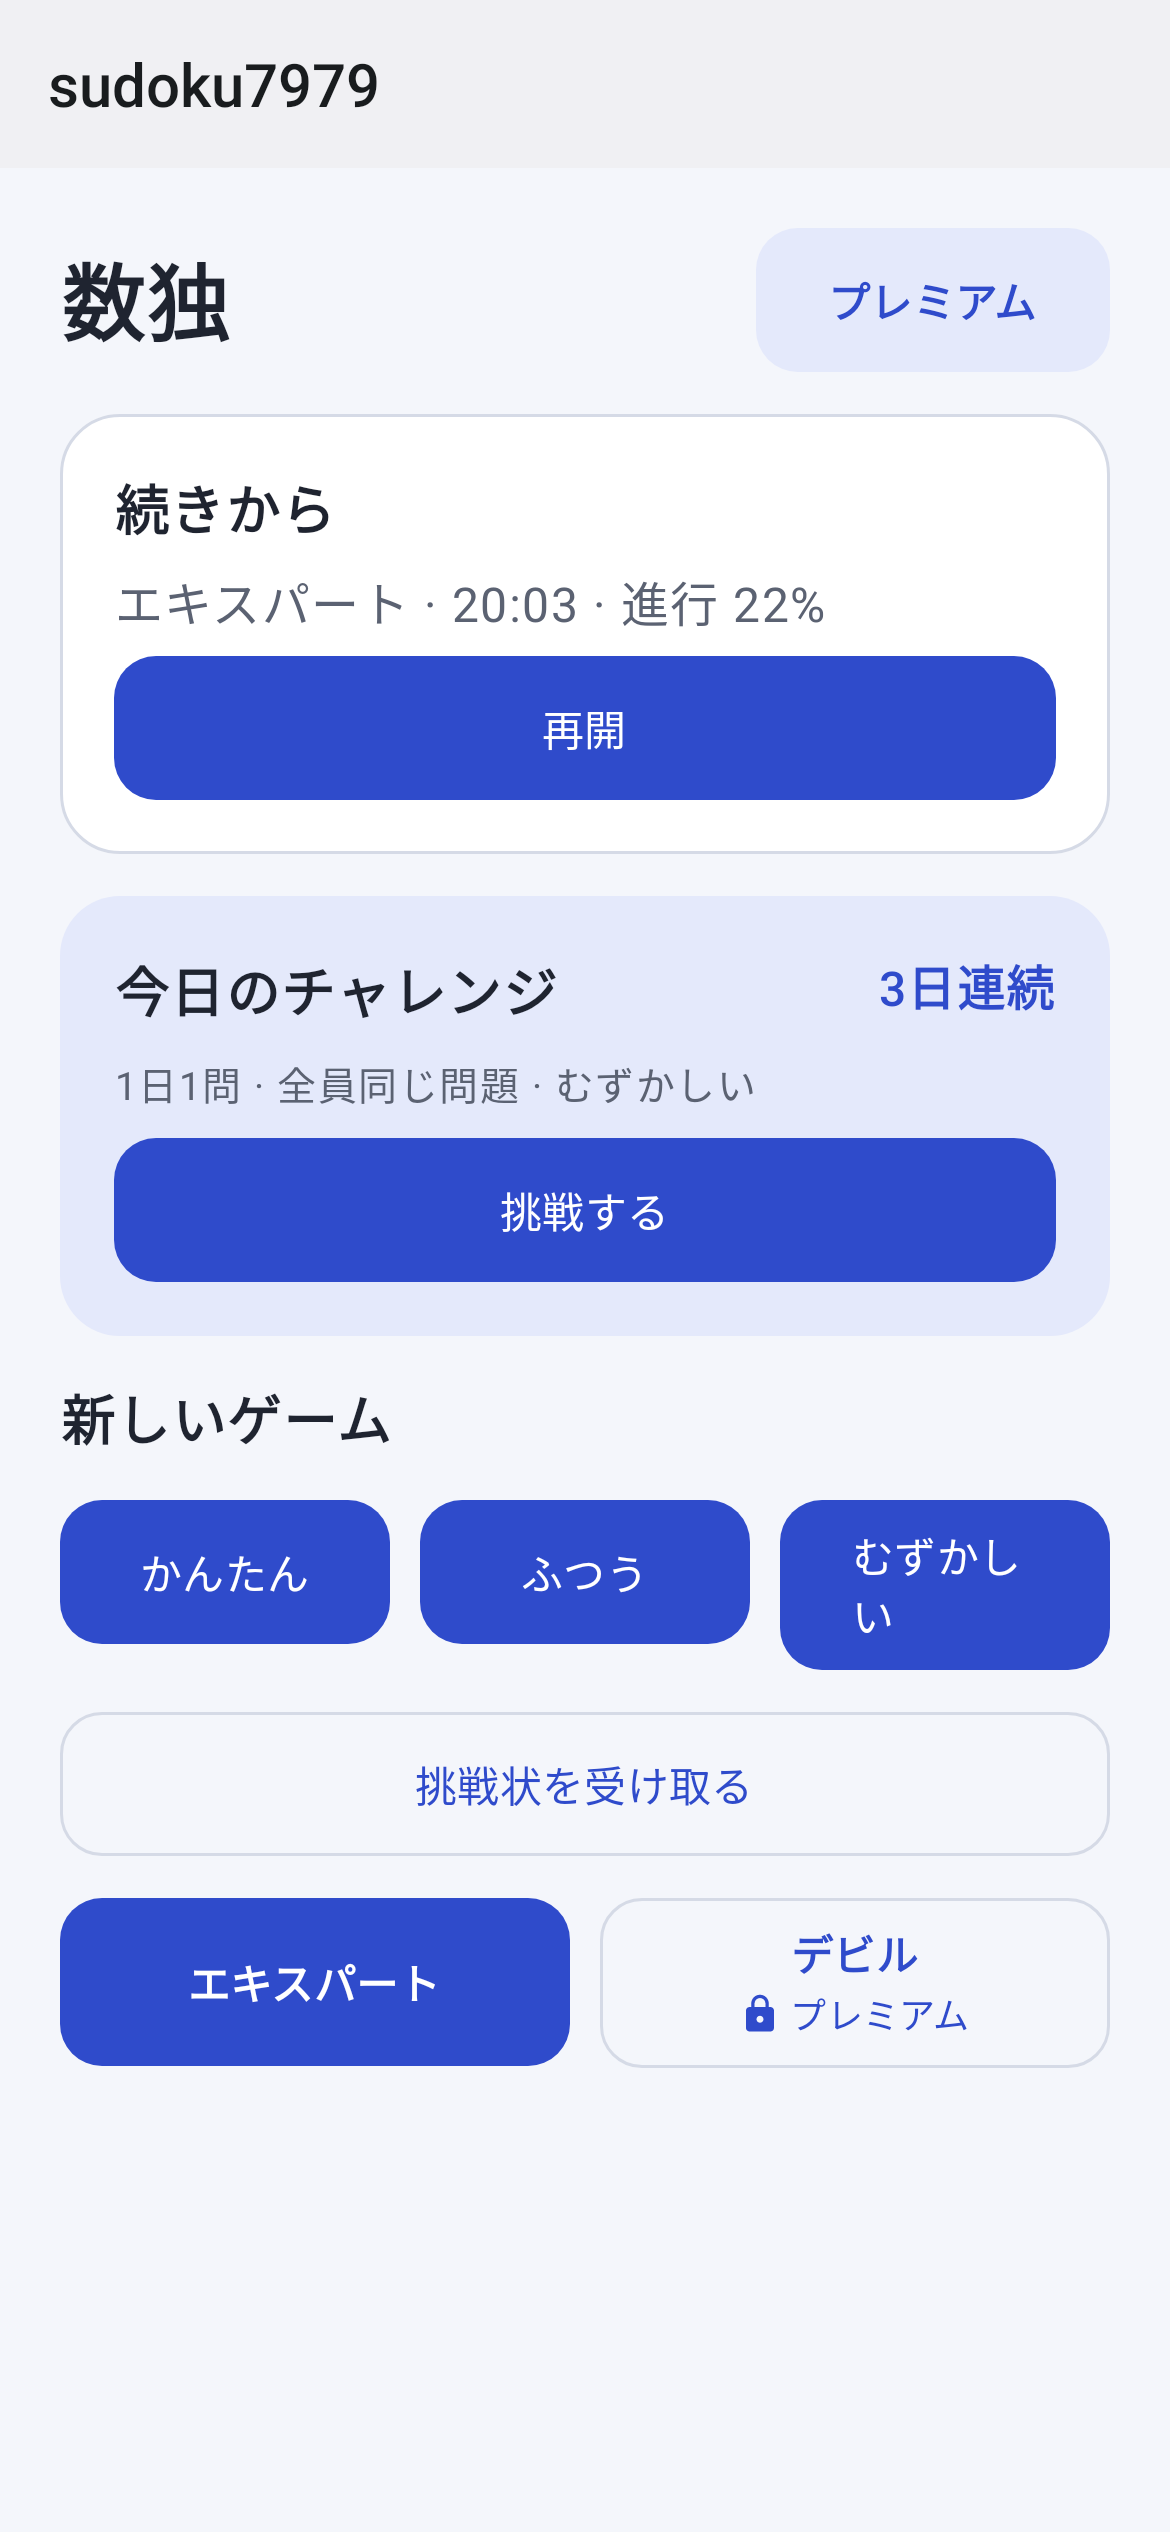 sudoku7979
数独
プレミアム
続きから
エキスパート · 20:03 · 進行 22%
再開
今日のチャレンジ
3日連続
1日1問 · 全員同じ問題 · むずかしい
挑戦する
新しいゲーム
かんたん
ふつう
むずかし
い
挑戦状を受け取る
エキスパート
デビル
プレミアム